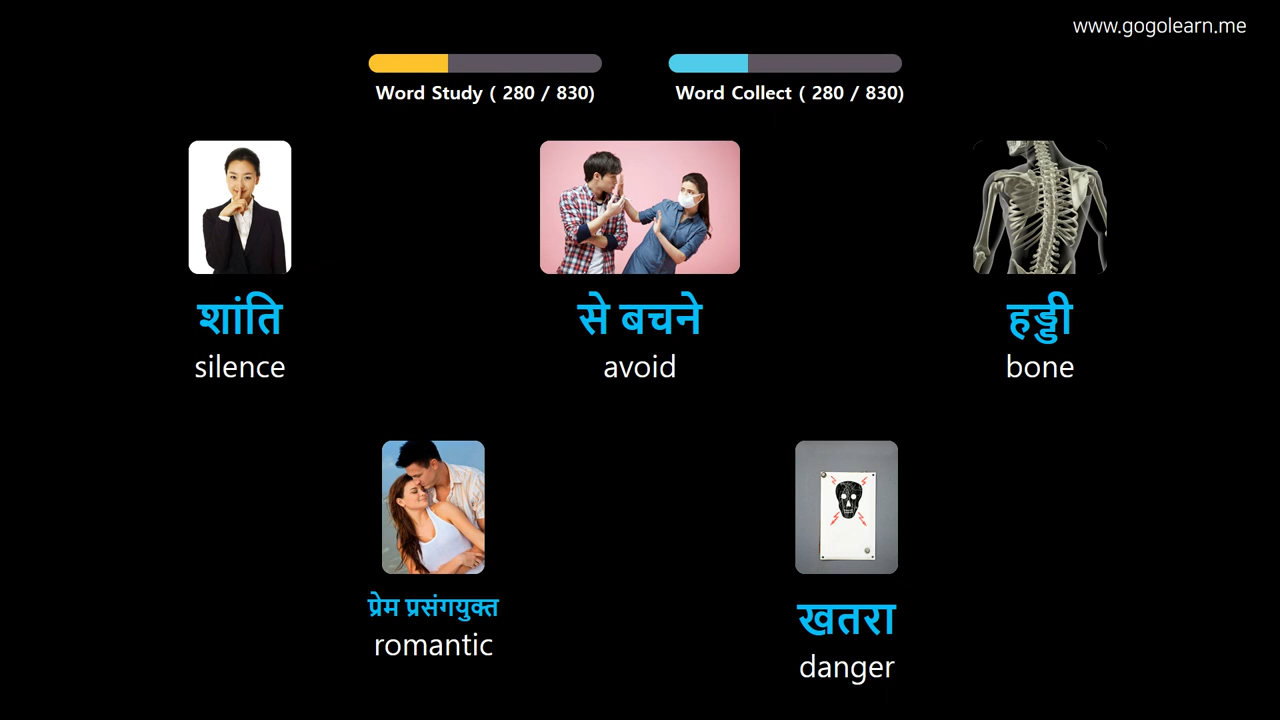 www.gogolearn.me
Word Study ( 280 / 830)
Word Collect ( 280 / 830)
शांति
silence
से बचने
avoid
हड्डी
bone
प्रेम प्रसंगयुक्त
romantic
खतरा
danger